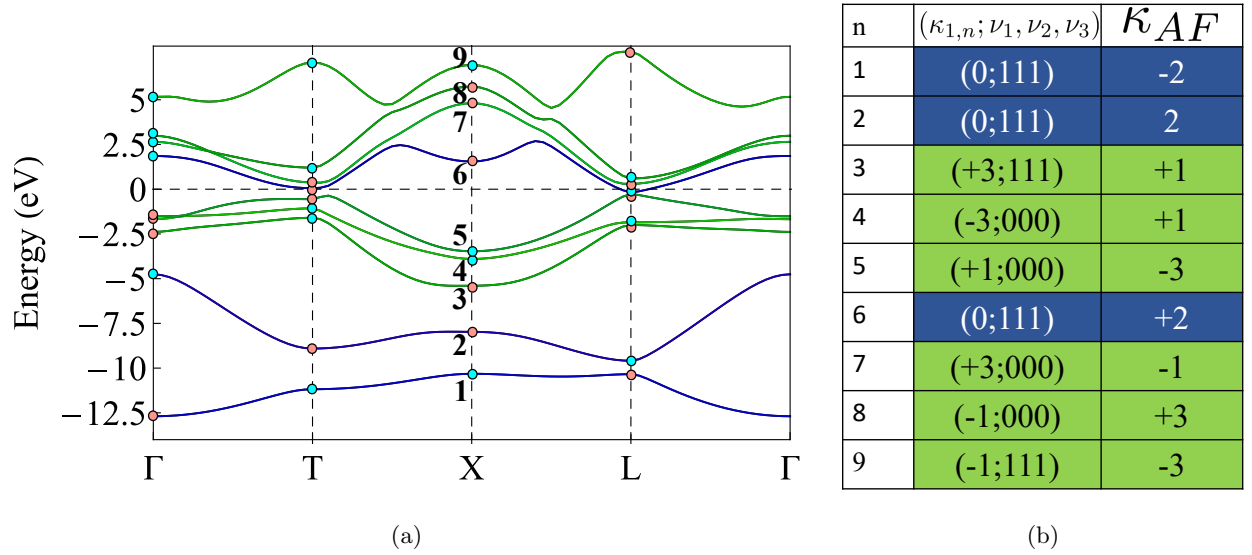 Energy (eV)
5
2.5
0
−2.5
−5
−7.5
−10
−12.5
9
8
7
6
5
4
3
2
1
Γ T X L Γ
(a)
n (κ1,n; ν1, ν2, ν3) κAF
1 (0;111) -2
2 (0;111) 2
3 (+3;111) +1
4 (-3;000) +1
5 (+1;000) -3
6 (0;111) +2
7 (+3;000) -1
8 (-1;000) +3
9 (-1;111) -3
(b)